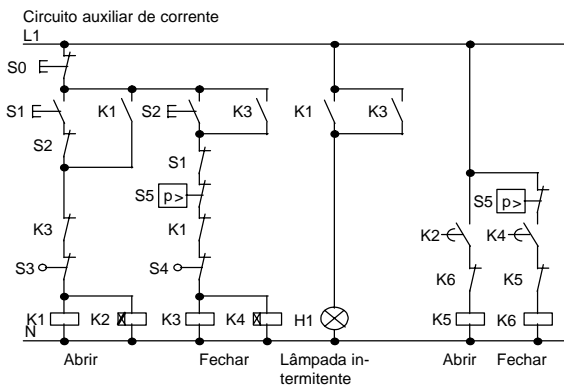 Circuito auxiliar de corrente
L1
S0
S1
K1
S2
K3
K1
K3
S2
S1
S5 p>
S5 p>
K3
K1
K2
K4
S3
S4
K6
K5
K1
K2
K3
K4
H1
K5
K6
N
Abrir
Fechar
Lâmpada in-
termitente
Abrir
Fechar